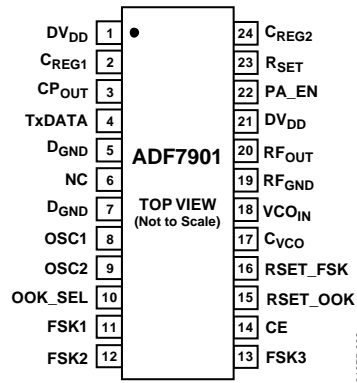 DVDD 1
CREG1 2
CPOUT 3
TxDATA 4
DGND 5
NC 6
DGND 7
OSC1 8
OSC2 9
OOK_SEL 10
FSK1 11
FSK2 12
ADF7901
TOP VIEW
(Not to Scale)
24 CREG2
23 RSET
22 PA_EN
21 DVDD
20 RFOUT
19 RFGND
18 VCOIN
17 CVCO
16 RSET_FSK
15 RSET_OOK
14 CE
13 FSK3